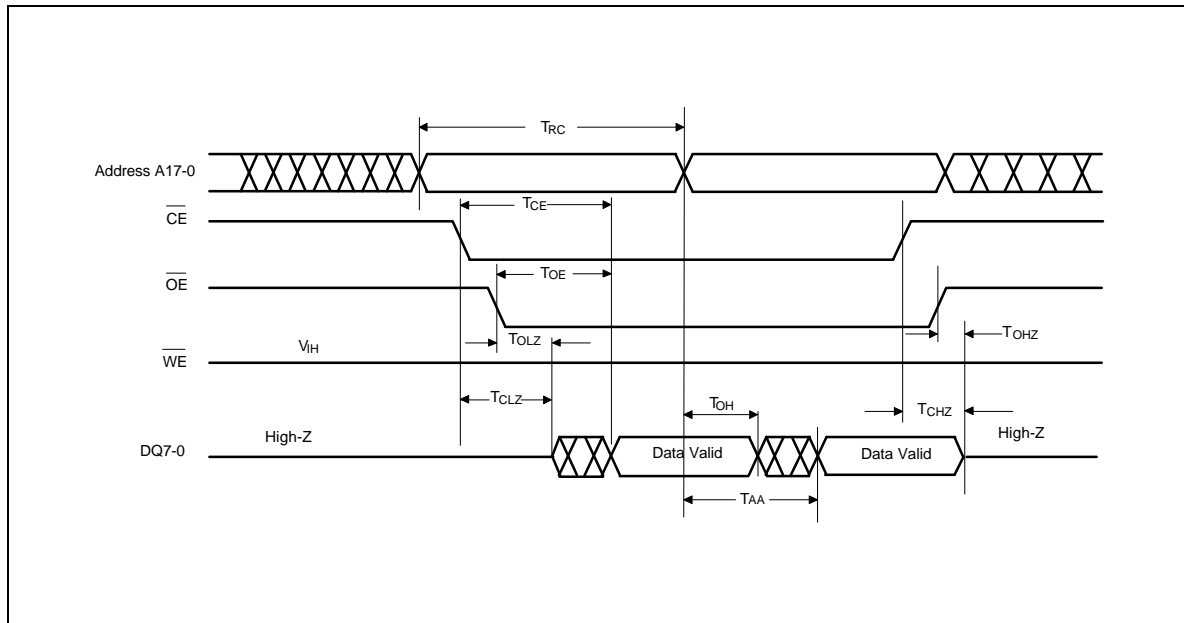 TRC
Address A17-0
TCE
CE
TOE
OE
TOLZ
TOHZ
VIH
WE
TCLZ
TOH
TCHZ
High-Z
High-Z
DQ7-0
Data Valid
Data Valid
TAA